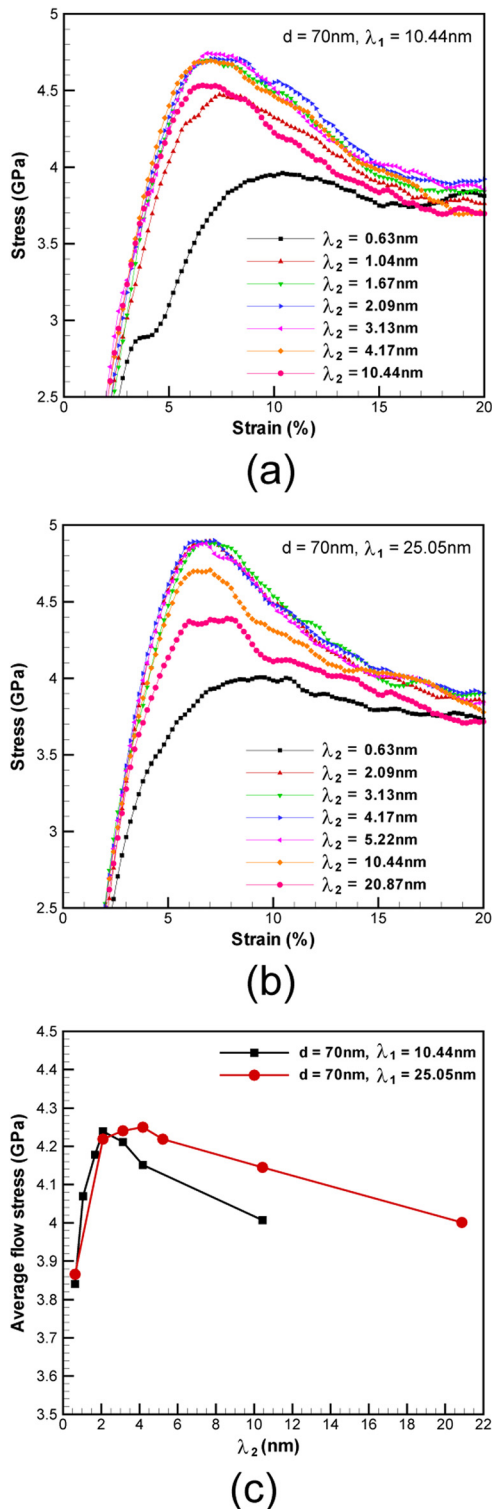 d = 70nm, λ1 = 10.44nm
5
4.5
4
3.5
3
2.5
Stress (GPa)
λ2 = 0.63nm
λ2 = 1.04nm
λ2 = 1.67nm
λ2 = 2.09nm
λ2 = 3.13nm
λ2 = 4.17nm
λ2 = 10.44nm
0 5 10 15 20
Strain (%)
(a)
d = 70nm, λ1 = 25.05nm
5
4.5
4
3.5
3
2.5
Stress (GPa)
λ2 = 0.63nm
λ2 = 2.09nm
λ2 = 3.13nm
λ2 = 4.17nm
λ2 = 5.22nm
λ2 = 10.44nm
λ2 = 20.87nm
0 5 10 15 20
Strain (%)
(b)
d = 70nm, λ1 = 10.44nm
d = 70nm, λ1 = 25.05nm
4.5
4.4
4.3
4.2
4.1
4
3.9
3.8
3.7
3.6
3.5
Average flow stress (GPa)
0 2 4 6 8 10 12 14 16 18 20 22
λ2 (nm)
(c)